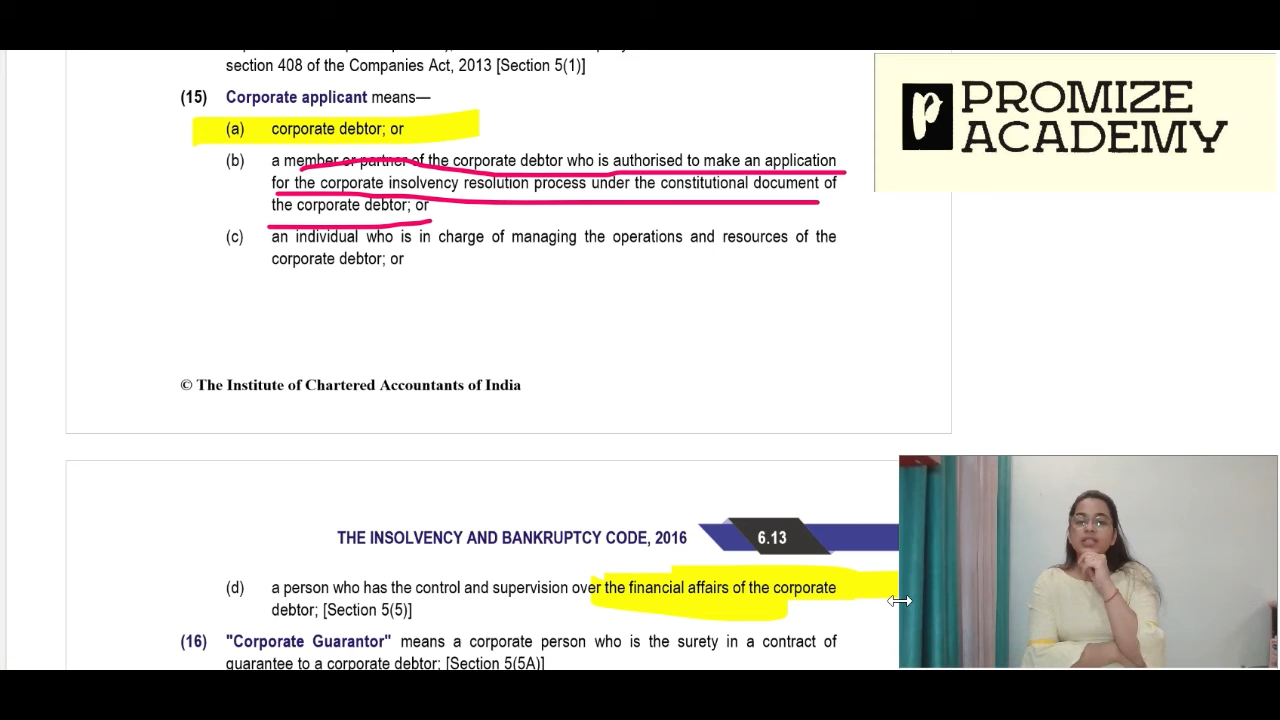 section 408 of the Companies Act, 2013 [Section 5(1)]
(15) Corporate applicant means—
(a) corporate debtor; or
(b) a member or partner of the corporate debtor who is authorised to make an application
for the corporate insolvency resolution process under the constitutional document of
the corporate debtor; or
(c) an individual who is in charge of managing the operations and resources of the
corporate debtor; or
© The Institute of Chartered Accountants of India
THE INSOLVENCY AND BANKRUPTCY CODE, 2016 6.13
(d) a person who has the control and supervision over the financial affairs of the corporate
debtor; [Section 5(5)]
(16) "Corporate Guarantor" means a corporate person who is the surety in a contract of
guarantee to a corporate debtor; [Section 5(5A)]
P
PROMIZE
ACADEMY